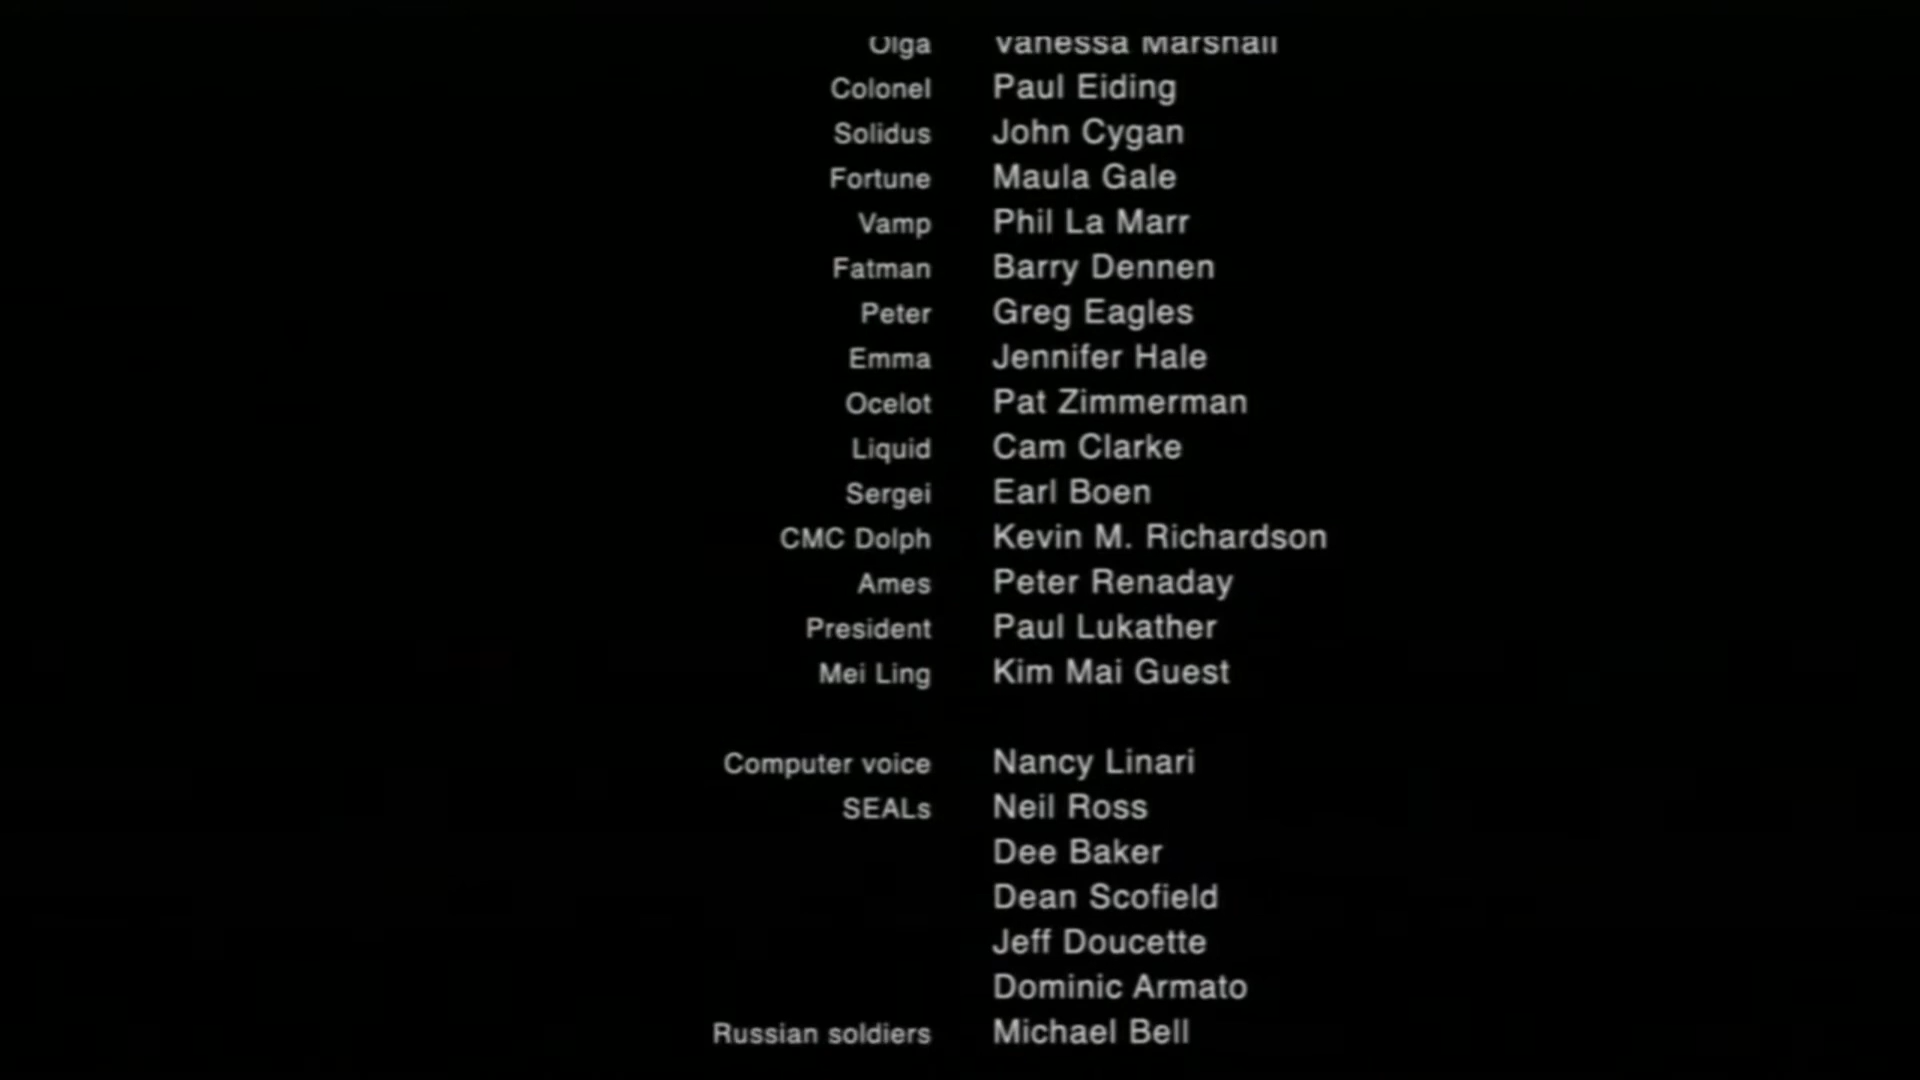 Olga Vanessa Marshall
Colonel Paul Eiding
Solidus John Cygan
Fortune Maula Gale
Vamp Phil La Marr
Fatman Barry Dennen
Peter Greg Eagles
Emma Jennifer Hale
Ocelot Pat Zimmerman
Liquid Cam Clarke
Sergei Earl Boen
CMC Dolph Kevin M. Richardson
Ames Peter Renaday
President Paul Lukather
Mei Ling Kim Mai Guest
Computer voice Nancy Linari
SEALs Neil Ross
Dee Baker
Dean Scofield
Jeff Doucette
Dominic Armato
Russian soldiers Michael Bell